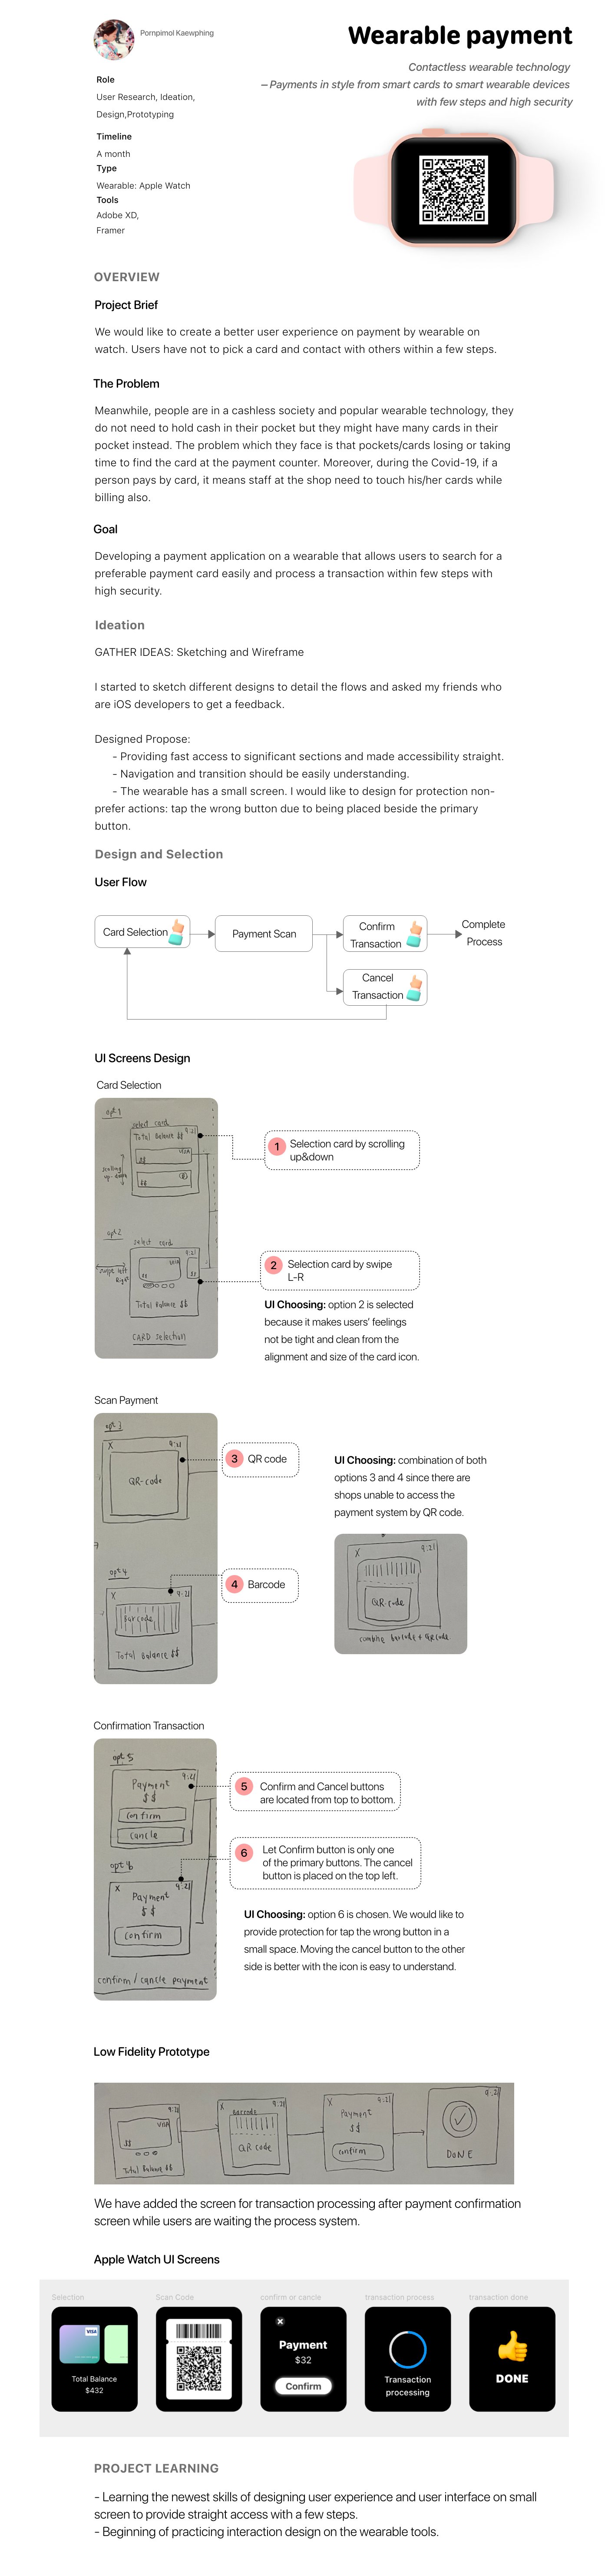 Pornpimol Kaewphing
Wearable payment
Contactless wearable technology
– Payments in style from smart cards to smart wearable devices
with few steps and high security
Role
User Research, Ideation,
Design,Prototyping
Timeline
A month
Type
Wearable: Apple Watch
Tools
Adobe XD,
Framer
OVERVIEW
Project Brief
We would like to create a better user experience on payment by wearable on
watch. Users have not to pick a card and contact with others within a few steps.
The Problem
Meanwhile, people are in a cashless society and popular wearable technology, they
do not need to hold cash in their pocket but they might have many cards in their
pocket instead. The problem which they face is that pockets/cards losing or taking
time to find the card at the payment counter. Moreover, during the Covid-19, if a
person pays by card, it means staff at the shop need to touch his/her cards while
billing also.
Goal
Developing a payment application on a wearable that allows users to search for a
preferable payment card easily and process a transaction within few steps with
high security.
Ideation
GATHER IDEAS: Sketching and Wireframe
I started to sketch different designs to detail the flows and asked my friends who
are iOS developers to get a feedback.
Designed Propose:
- Providing fast access to significant sections and made accessibility straight.
- Navigation and transition should be easily understanding.
- The wearable has a small screen. I would like to design for protection non-
prefer actions: tap the wrong button due to being placed beside the primary
button.
Design and Selection
User Flow
Card Selection
Payment Scan
Confirm
Transaction
Complete
Process
Cancel
Transaction
UI Screens Design
Card Selection
opt 1
select card
Total Balance $$ 9:21
VISA
$$
$$
scrolling
up-down
1 Selection card by scrolling
up&down
opt 2
select card
9:21
swipe left
Right
$$
Total Balance $$
CARD selection
2 Selection card by swipe
L-R
UI Choosing: option 2 is selected
because it makes users' feelings
not be tight and clean from the
alignment and size of the card icon.
Scan Payment
opt 3
X 9:21
QR-code
3 QR code
opt 4
X 9:21
Barcode
Total Balance $$
4 Barcode
UI Choosing: combination of both
options 3 and 4 since there are
shops unable to access the
payment system by QR code.
X 9:21
QR-code
combine barcode + QR code
Confirmation Transaction
opt 5
9:21
Payment
$$
confirm
cancle
5 Confirm and Cancel buttons
are located from top to bottom.
opt 6
X 9:21
Payment
$$
confirm
confirm / cancle payment
6 Let Confirm button is only one
of the primary buttons. The cancel
button is placed on the top left.
UI Choosing: option 6 is chosen. We would like to
provide protection for tap the wrong button in a
small space. Moving the cancel button to the other
side is better with the icon is easy to understand.
Low Fidelity Prototype
9:21
VISA
$$
Total Balance $$
X 9:21
barcode
QR code
X 9:21
Payment
$$
confirm
9:21
DONE
We have added the screen for transaction processing after payment confirmation
screen while users are waiting the process system.
Apple Watch UI Screens
Selection
Scan Code
confirm or cancle
transaction process
transaction done
VISA
Total Balance
$432
Payment
$32
Confirm
Transaction
processing
DONE
PROJECT LEARNING
- Learning the newest skills of designing user experience and user interface on small
screen to provide straight access with a few steps.
- Beginning of practicing interaction design on the wearable tools.